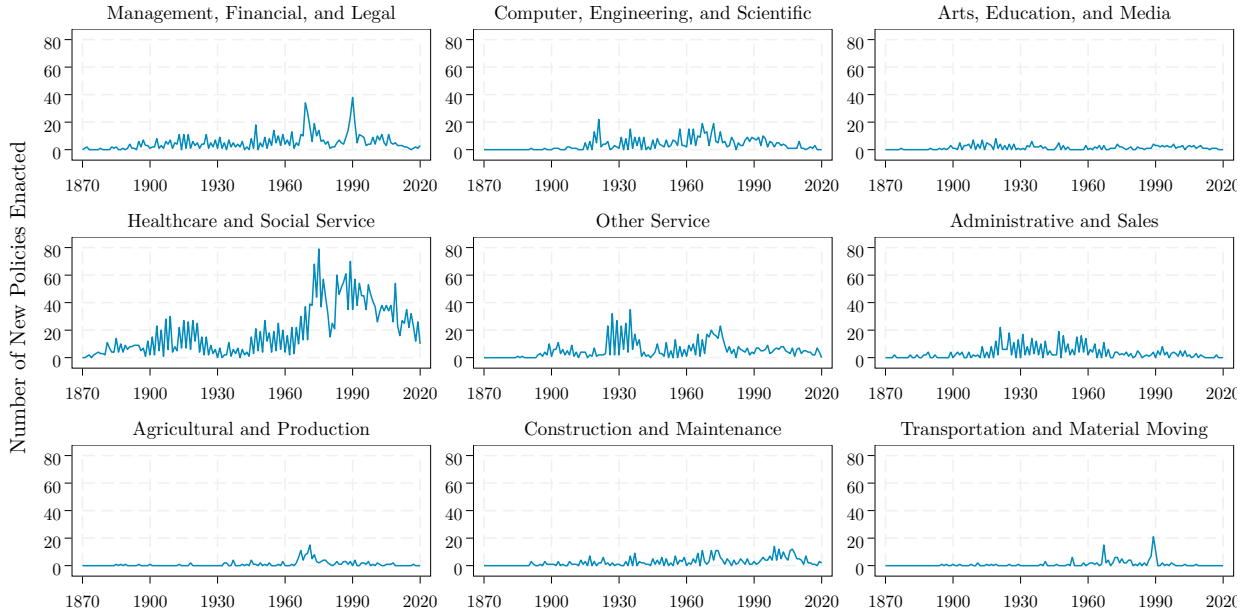 Number of New Policies Enacted
Management, Financial, and Legal
80
60
40
20
0
1870 1900 1930 1960 1990 2020
Computer, Engineering, and Scientific
80
60
40
20
0
1870 1900 1930 1960 1990 2020
Arts, Education, and Media
80
60
40
20
0
1870 1900 1930 1960 1990 2020
Healthcare and Social Service
80
60
40
20
0
1870 1900 1930 1960 1990 2020
Other Service
80
60
40
20
0
1870 1900 1930 1960 1990 2020
Administrative and Sales
80
60
40
20
0
1870 1900 1930 1960 1990 2020
Agricultural and Production
80
60
40
20
0
1870 1900 1930 1960 1990 2020
Construction and Maintenance
80
60
40
20
0
1870 1900 1930 1960 1990 2020
Transportation and Material Moving
80
60
40
20
0
1870 1900 1930 1960 1990 2020